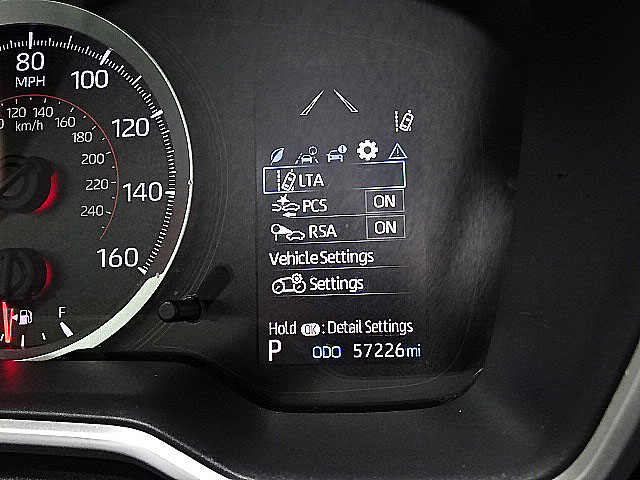 80
MPH
100
120
140
160
120 140 160
km/h
180
200
220
240
F
LTA
PCS ON
RSA ON
Vehicle Settings
Settings
Hold OK : Detail Settings
P ODO 57226 mi